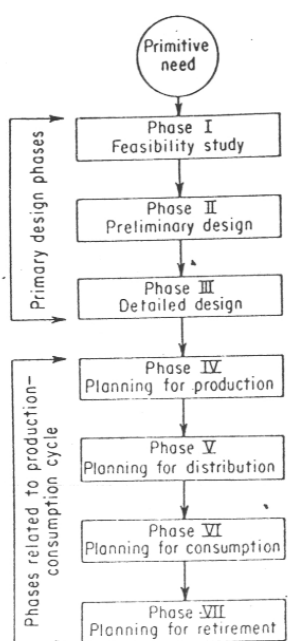 Primitive
need
Phase I
Feasibility study
Phase II
Preliminary design
Phase III
Detailed design
Phase IV
Planning for production
Phase V
Planning for distribution
Phase VI
Planning for consumption
Phase VII
Planning for retirement
Primary design phases
Phases related to production-
consumption cycle